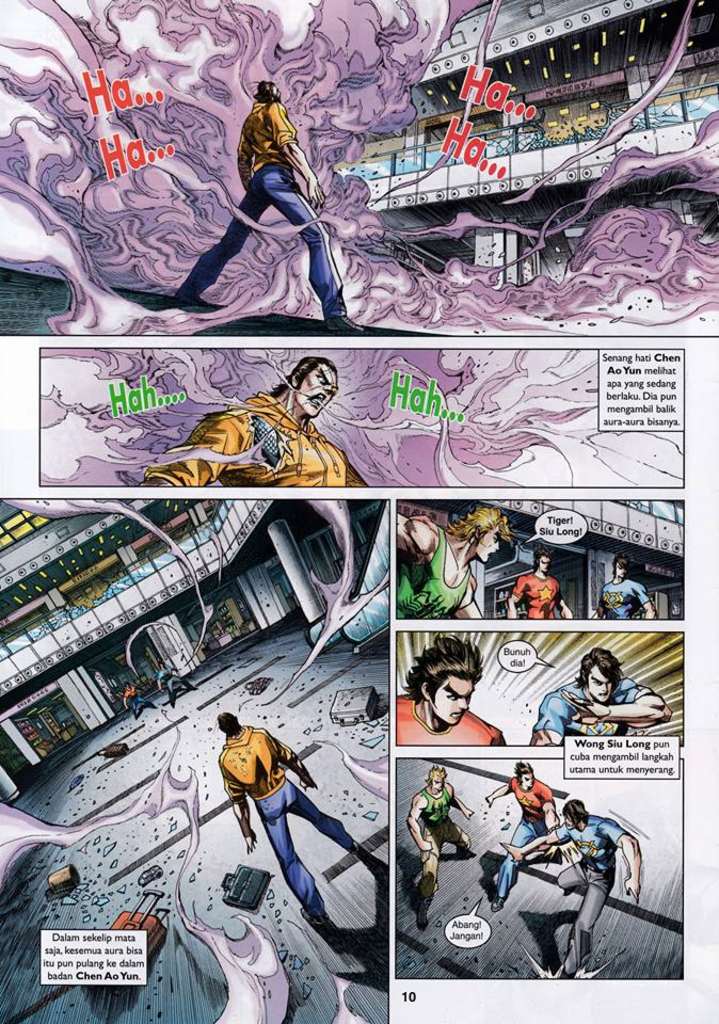 Ha...
Ha...
Ha...
Ha...
Hah....
Hah....
Senang hati Chen
Ao Yun melihat
apa yang sedang
berlaku. Dia pun
mengambil balik
aura-aura bisanya.
Dalam sekelip mata
saja, kesemua aura bisa
itu pun pulang ke dalam
badan Chen Ao Yun.
Tiger!
Siu Long!
Bunuh
dia!
Wong Siu Long pun
cuba mengambil langkah
utama untuk menyerang.
Abang!
Jangan!
10